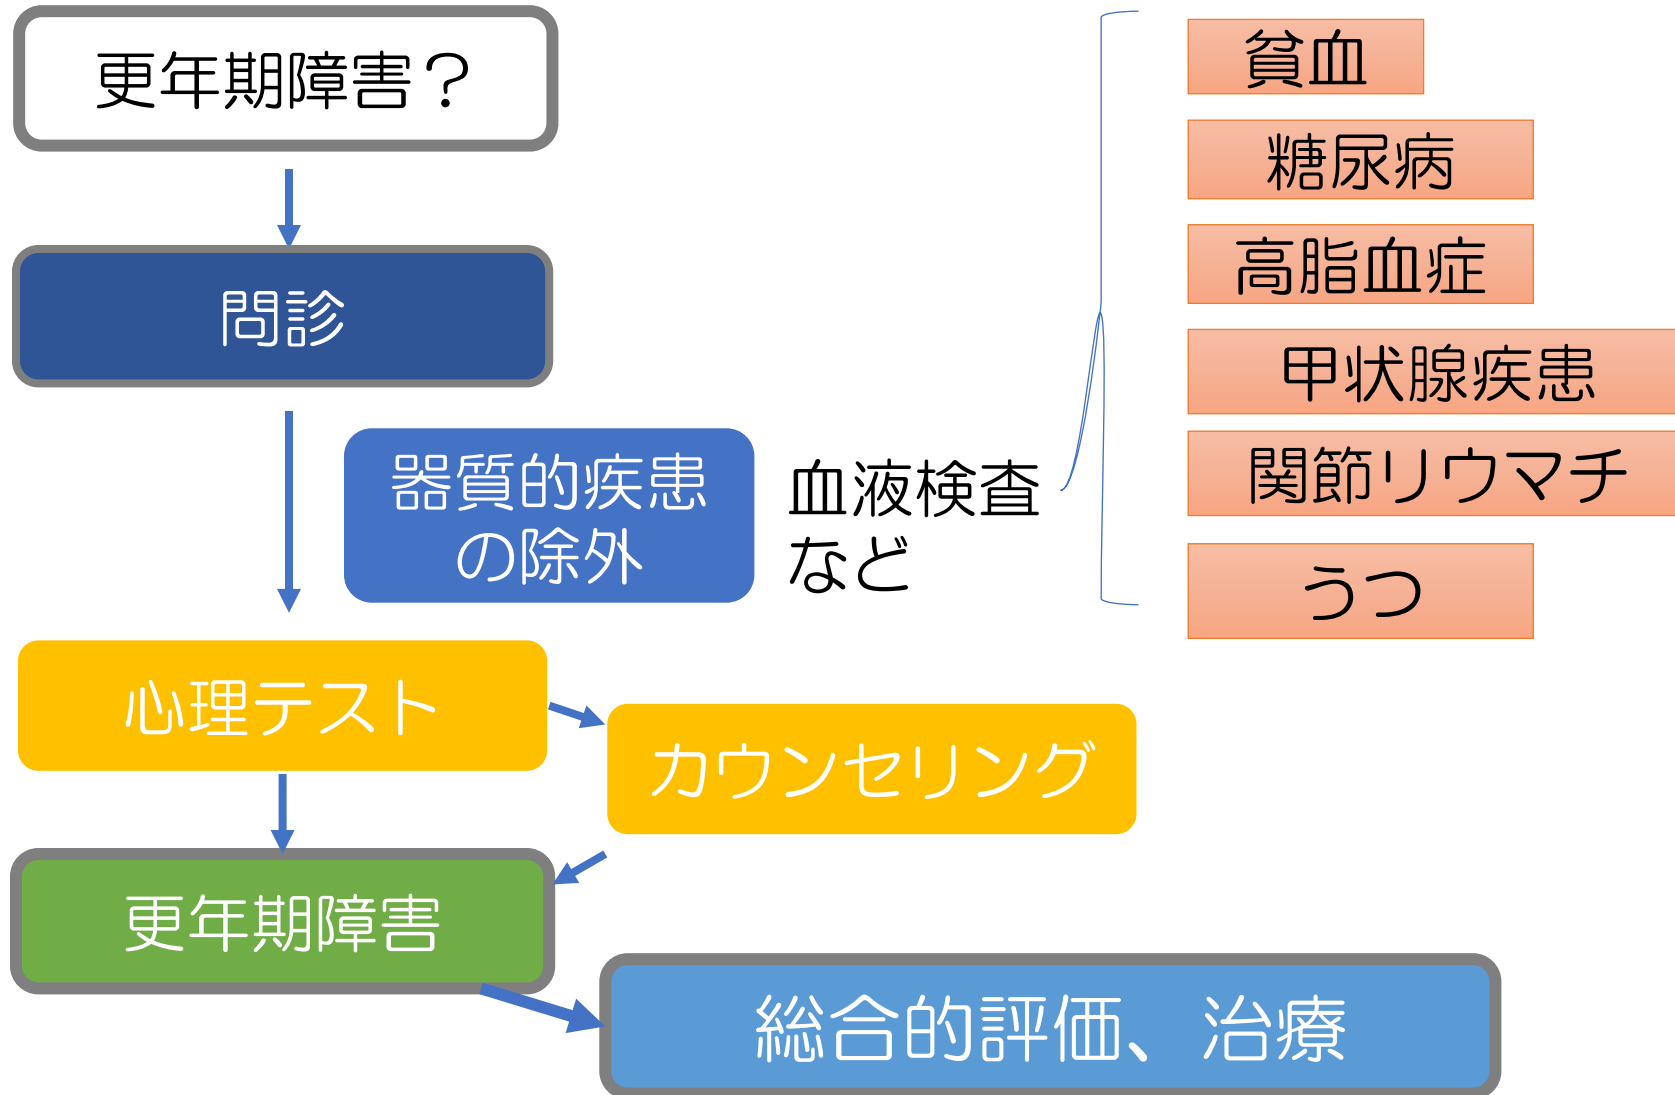 更年期障害？
問診
器質的疾患
の除外
血液検査
など
貧血
糖尿病
高脂血症
甲状腺疾患
関節リウマチ
うつ
心理テスト
カウンセリング
更年期障害
総合的評価、治療